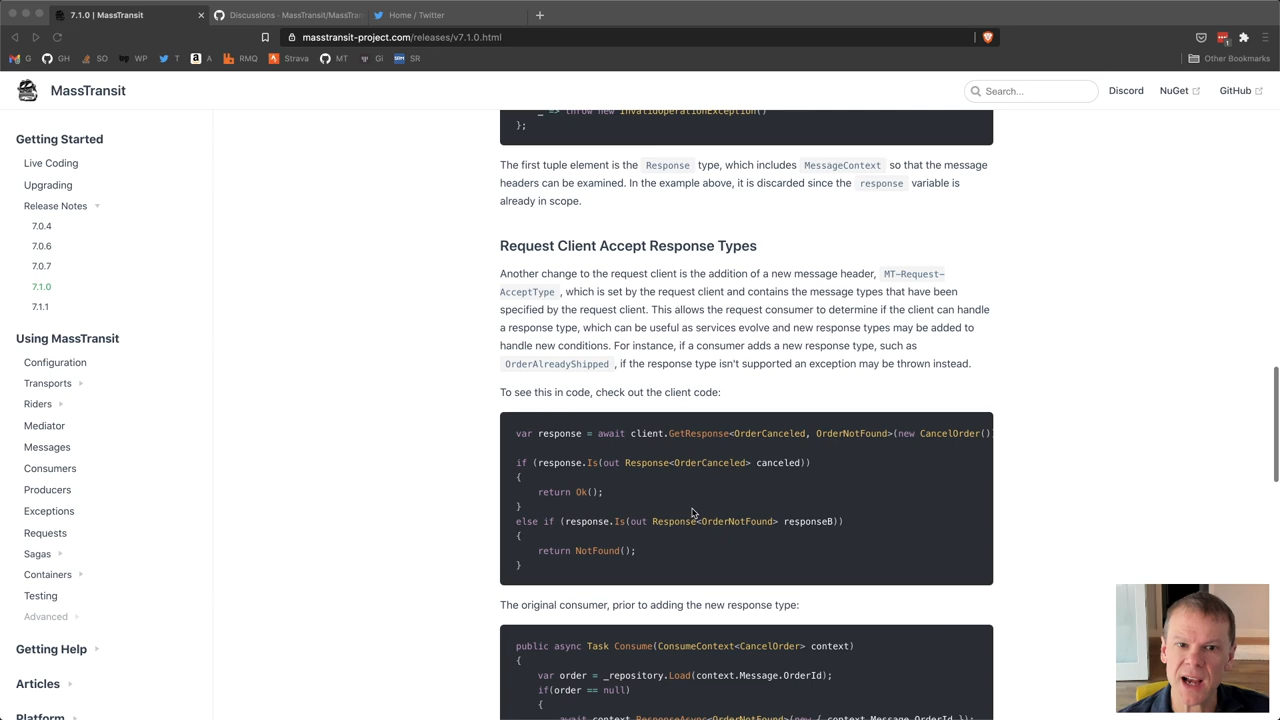 7.1.0 | MassTransit
Discussions · MassTransit/MassTran
Home / Twitter
masstransit-project.com/releases/v7.1.0.html
G
GH
SO
WP
T
A
RMQ
Strava
MT
Gi
SR
Other Bookmarks
MassTransit
Search...
Discord
NuGet
GitHub
Getting Started
Live Coding
Upgrading
Release Notes
7.0.4
7.0.6
7.0.7
7.1.0
7.1.1
Using MassTransit
Configuration
Transports
Riders
Mediator
Messages
Consumers
Producers
Exceptions
Requests
Sagas
Containers
Testing
Advanced
Getting Help
Articles
Platform
_ => throw new InvalidOperationException()
};
The first tuple element is the Response type, which includes MessageContext so that the message
headers can be examined. In the example above, it is discarded since the response variable is
already in scope.
Request Client Accept Response Types
Another change to the request client is the addition of a new message header, MT-Request-
AcceptType , which is set by the request client and contains the message types that have been
specified by the request client. This allows the request consumer to determine if the client can handle
a response type, which can be useful as services evolve and new response types may be added to
handle new conditions. For instance, if a consumer adds a new response type, such as
OrderAlreadyShipped , if the response type isn't supported an exception may be thrown instead.
To see this in code, check out the client code:
var response = await client.GetResponse<OrderCanceled, OrderNotFound>(new CancelOrder()
if (response.Is(out Response<OrderCanceled> canceled))
{
return Ok();
}
else if (response.Is(out Response<OrderNotFound> responseB))
{
return NotFound();
}
The original consumer, prior to adding the new response type:
public async Task Consume(ConsumeContext<CancelOrder> context)
{
var order = _repository.Load(context.Message.OrderId);
if(order == null)
{
await context.ResponseAsync<OrderNotFound>(new { context.Message.OrderId });